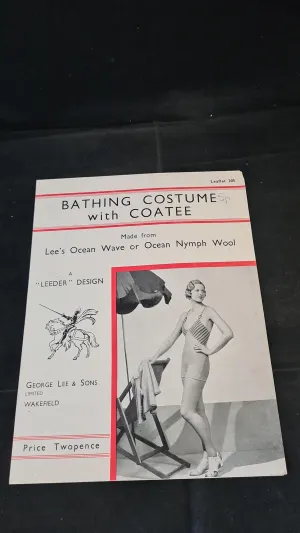 Leaflet 205
BATHING COSTUME
with COATEE
Made from
Lee's Ocean Wave or Ocean Nymph Wool
A
"LEEDER" DESIGN
GEORGE LEE & SONS
LIMITED
WAKEFIELD
Price Twopence